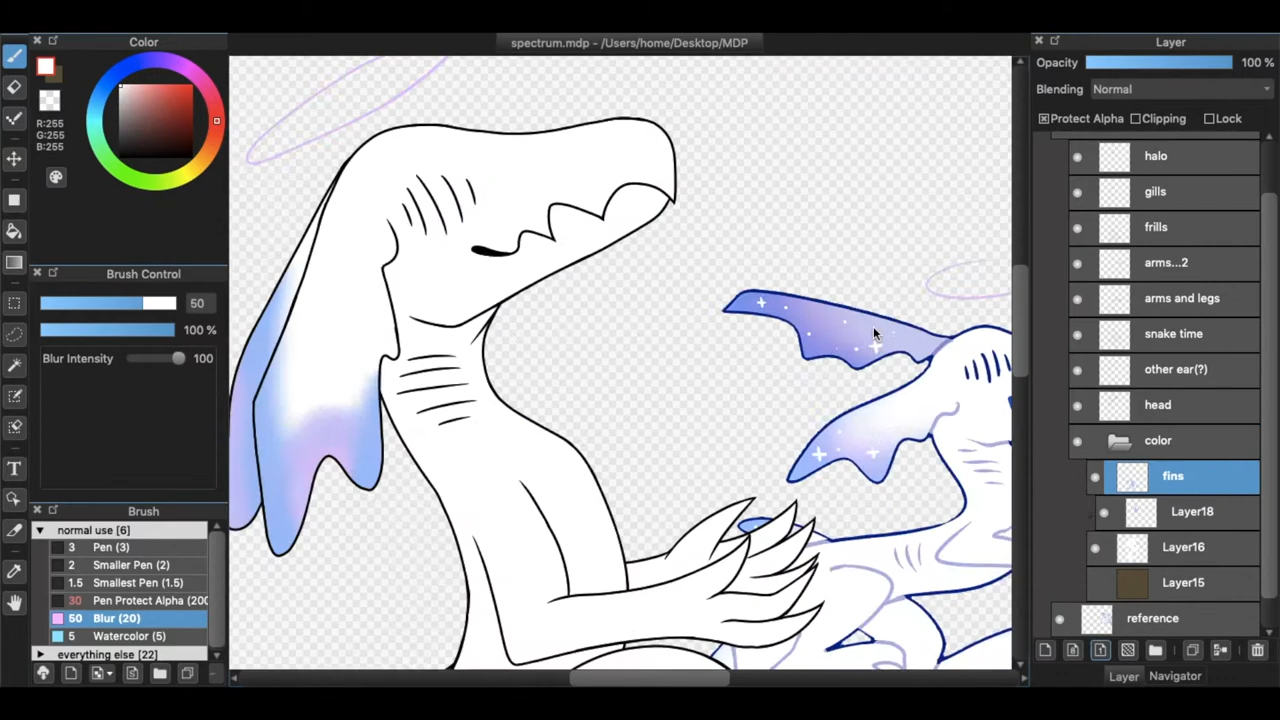 spectrum.mdp - /Users/home/Desktop/MDP
Color
R:255
G:255
B:255
Brush Control
50
100 %
Blur Intensity 100
Brush
normal use [6]
3 Pen (3)
2 Smaller Pen (2)
1.5 Smallest Pen (1.5)
30 Pen Protect Alpha (200
50 Blur (20)
5 Watercolor (5)
everything else [22]
T
Layer
Opacity 100 %
Blending Normal
Protect Alpha Clipping Lock
halo
gills
frills
arms...2
arms and legs
snake time
other ear(?)
head
color
fins
Layer18
Layer16
Layer15
reference
Layer Navigator